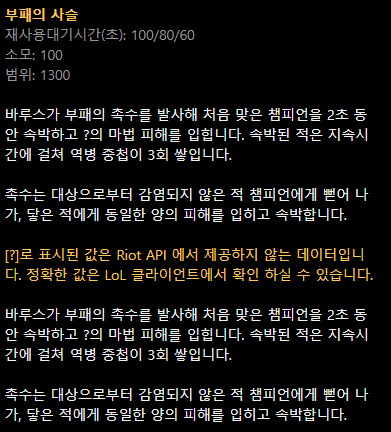 부패의 사슬
재사용대기시간(초): 100/80/60
소모: 100
범위: 1300
바루스가 부패의 촉수를 발사해 처음 맞은 챔피언을 2초 동
안 속박하고 ?의 마법 피해를 입힙니다. 속박된 적은 지속시
간에 걸쳐 역병 중첩이 3회 쌓입니다.
촉수는 대상으로부터 감염되지 않은 적 챔피언에게 뻗어 나
가, 닿은 적에게 동일한 양의 피해를 입히고 속박합니다.
[?]로 표시된 값은 Riot API 에서 제공하지 않는 데이터입니
다. 정확한 값은 LoL 클라이언트에서 확인 하실 수 있습니다.
바루스가 부패의 촉수를 발사해 처음 맞은 챔피언을 2초 동
안 속박하고 ?의 마법 피해를 입힙니다. 속박된 적은 지속시
간에 걸쳐 역병 중첩이 3회 쌓입니다.
촉수는 대상으로부터 감염되지 않은 적 챔피언에게 뻗어 나
가, 닿은 적에게 동일한 양의 피해를 입히고 속박합니다.